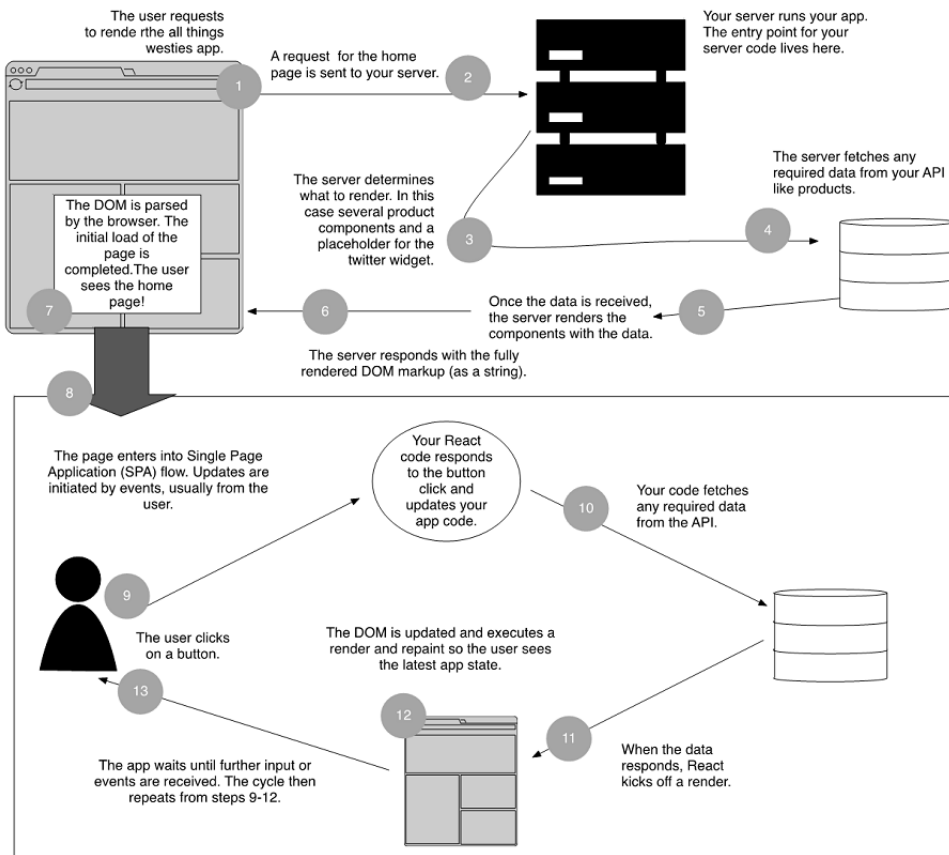 The user requests
to rende rthe all things
westies app.
1
A request  for the home
page is sent to your server.
2
Your server runs your app.
The entry point for your
server code lives here.
The server determines
what to render. In this
case several product
components and a
placeholder for the
twitter widget.
3
The server fetches any
required data from your API
like products.
4
Once the data is received,
the server renders the
components with the data.
5
6
The server responds with the fully
rendered DOM markup (as a string).
The DOM is parsed
by the browser. The
initial load of the
page is
completed.The user
sees the home
page!
7
8
The page enters into Single Page
Application (SPA) flow. Updates are
initiated by events, usually from the
user.
9
The user clicks
on a button.
Your React
code responds
to the button
click and
updates your
app code.
10
Your code fetches
any required data
from the API.
11
When the data
responds, React
kicks off a render.
The DOM is updated and executes a
render and repaint so the user sees
the latest app state.
12
13
The app waits until further input or
events are received. The cycle then
repeats from steps 9-12.